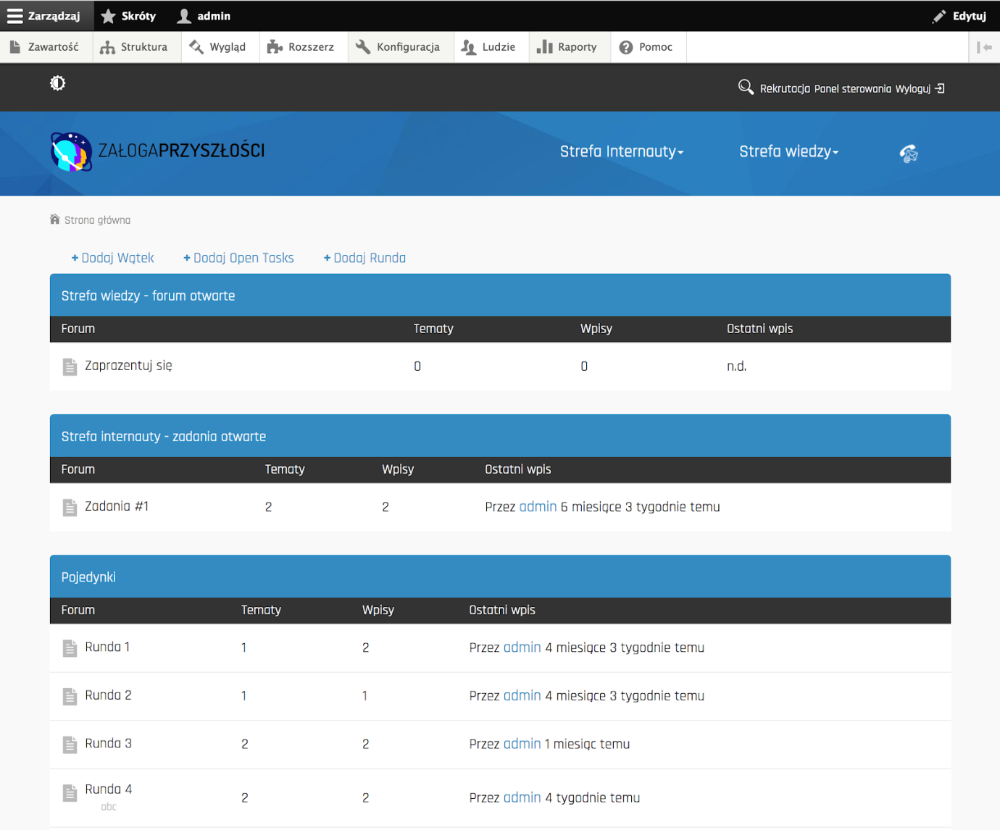 Zarządzaj Skróty admin Edytuj
Zawartość Struktura Wygląd Rozszerz Konfiguracja Ludzie Raporty Pomoc
Rekrutacja Panel sterowania Wyloguj
ZAŁOGAPRZYSZŁOŚCI Strefa Internauty Strefa wiedzy
Strona główna
+ Dodaj Wątek + Dodaj Open Tasks + Dodaj Runda
Strefa wiedzy - forum otwarte
Forum Tematy Wpisy Ostatni wpis
Zaprazentuj się 0 0 n.d.
Strefa internauty - zadania otwarte
Forum Tematy Wpisy Ostatni wpis
Zadania #1 2 2 Przez admin 6 miesiące 3 tygodnie temu
Pojedynki
Forum Tematy Wpisy Ostatni wpis
Runda 1 1 2 Przez admin 4 miesiące 3 tygodnie temu
Runda 2 1 1 Przez admin 4 miesiące 3 tygodnie temu
Runda 3 2 2 Przez admin 1 miesiąc temu
Runda 4 2 2 Przez admin 4 tygodnie temu
abc